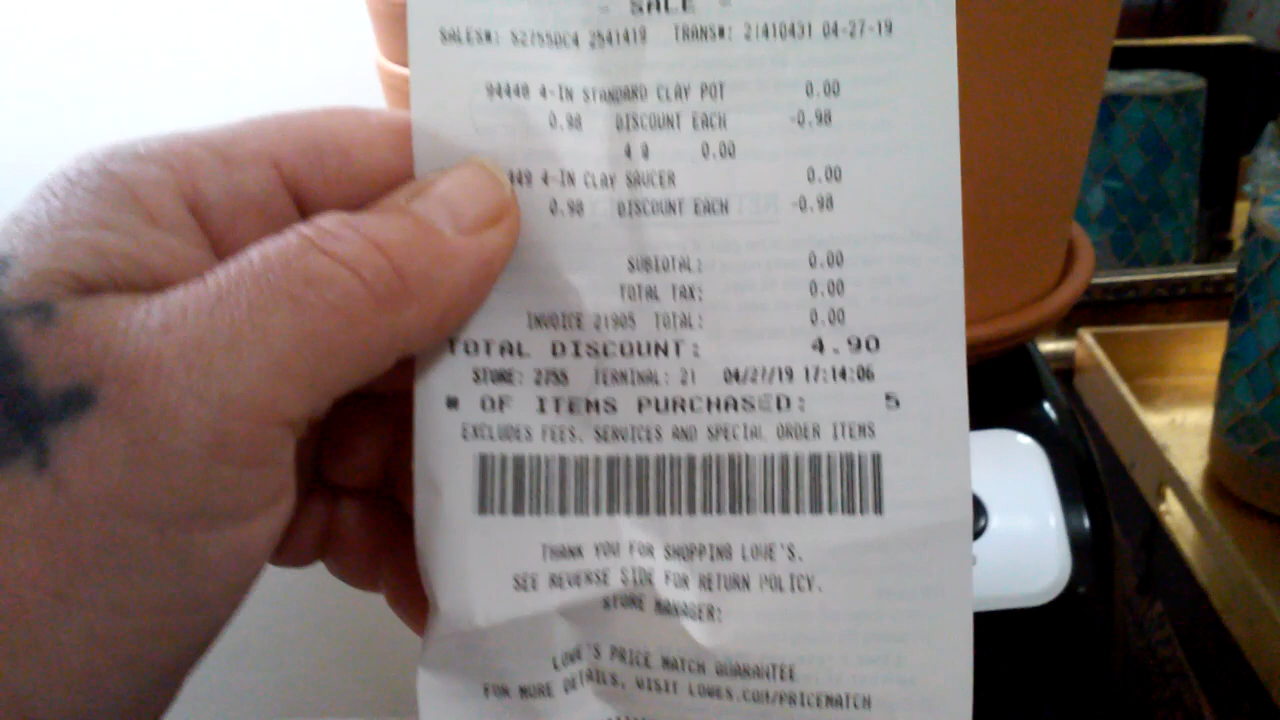 - SALE -
SALES#: S2755DC4 2541419 TRANS#: 21410431 04-27-19
94448 4-IN STANDARD CLAY POT 0.00
0.98 DISCOUNT EACH -0.98
4 @ 0.00
449 4-IN CLAY SAUCER 0.00
0.98 DISCOUNT EACH -0.98
SUBTOTAL: 0.00
TOTAL TAX: 0.00
INVOICE 21905 TOTAL: 0.00
TOTAL DISCOUNT: 4.90
STORE: 2755 TERMINAL: 21 04/27/19 17:14:06
# OF ITEMS PURCHASED: 5
EXCLUDES FEES, SERVICES AND SPECIAL ORDER ITEMS
THANK YOU FOR SHOPPING LOWE'S.
SEE REVERSE SIDE FOR RETURN POLICY.
STORE MANAGER:
LOWE'S PRICE MATCH GUARANTEE
FOR MORE DETAILS, VISIT LOWES.COM/PRICEMATCH